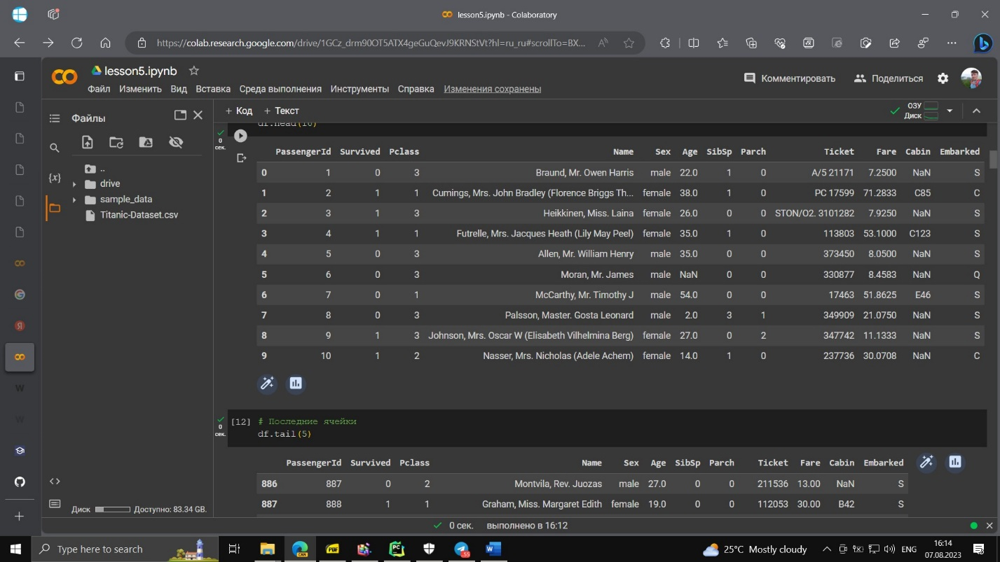 lesson5.ipynb - Colaboratory
https://colab.research.google.com/drive/1GCz_drm90OT5ATX4geGuQevJ9KRNStVt?hl=ru_ru#scrollTo=BX...
lesson5.ipynb
Комментировать Поделиться
Файл Изменить Вид Вставка Среда выполнения Инструменты Справка Изменения сохранены
Файлы
+ Код + Текст
ОЗУ
Диск
..
drive
sample_data
Titanic-Dataset.csv
{x}
<>
Диск Доступно: 83.34 GB.
df.head(10)
0
сек.
PassengerId Survived Pclass Name Sex Age SibSp Parch Ticket Fare Cabin Embarked
0 1 0 3 Braund, Mr. Owen Harris male 22.0 1 0 A/5 21171 7.2500 NaN S
1 2 1 1 Cumings, Mrs. John Bradley (Florence Briggs Th... female 38.0 1 0 PC 17599 71.2833 C85 C
2 3 1 3 Heikkinen, Miss. Laina female 26.0 0 0 STON/O2. 3101282 7.9250 NaN S
3 4 1 1 Futrelle, Mrs. Jacques Heath (Lily May Peel) female 35.0 1 0 113803 53.1000 C123 S
4 5 0 3 Allen, Mr. William Henry male 35.0 0 0 373450 8.0500 NaN S
5 6 0 3 Moran, Mr. James male NaN 0 0 330877 8.4583 NaN Q
6 7 0 1 McCarthy, Mr. Timothy J male 54.0 0 0 17463 51.8625 E46 S
7 8 0 3 Palsson, Master. Gosta Leonard male 2.0 3 1 349909 21.0750 NaN S
8 9 1 3 Johnson, Mrs. Oscar W (Elisabeth Vilhelmina Berg) female 27.0 0 2 347742 11.1333 NaN S
9 10 1 2 Nasser, Mrs. Nicholas (Adele Achem) female 14.0 1 0 237736 30.0708 NaN C
0
сек.
[12] # Последние ячейки
df.tail(5)
PassengerId Survived Pclass Name Sex Age SibSp Parch Ticket Fare Cabin Embarked
886 887 0 2 Montvila, Rev. Juozas male 27.0 0 0 211536 13.00 NaN S
887 888 1 1 Graham, Miss. Margaret Edith female 19.0 0 0 112053 30.00 B42 S
0 сек. выполнено в 16:12
Type here to search
25°C Mostly cloudy
ENG
16:14
07.08.2023